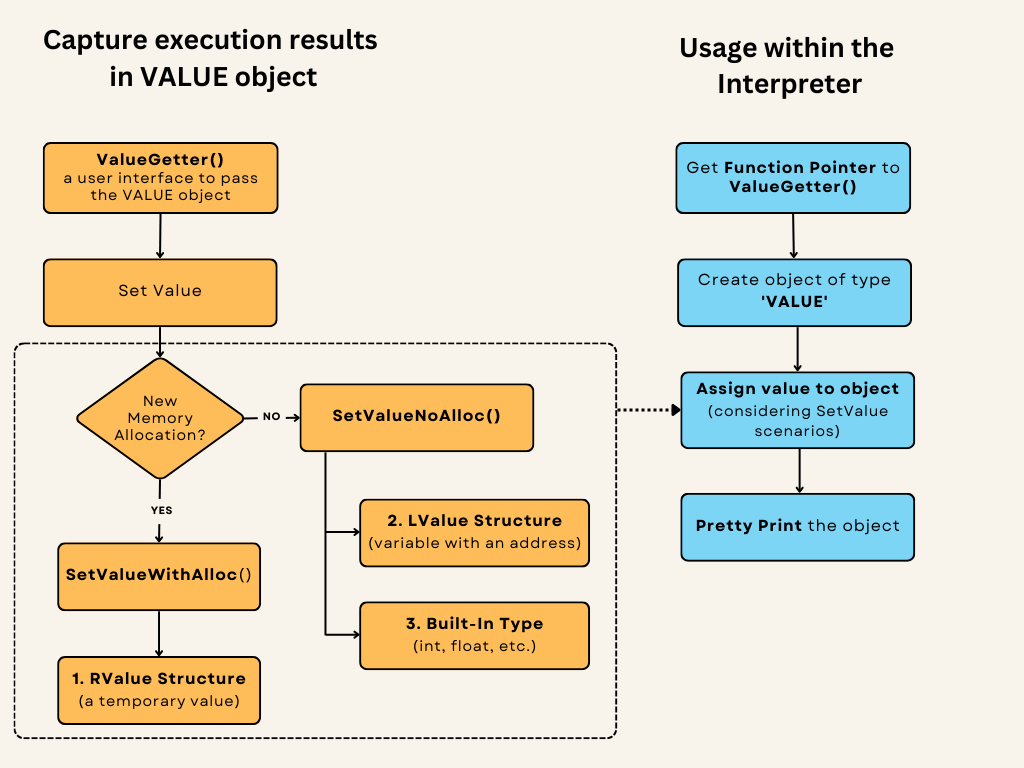 Capture execution results
in VALUE object
ValueGetter()
a user interface to pass
the VALUE object
Set Value
New
Memory
Allocation?
NO
SetValueNoAlloc()
YES
2. LValue Structure
(variable with an address)
SetValueWithAlloc()
3. Built-In Type
(int, float, etc.)
1. RValue Structure
(a temporary value)
Usage within the
Interpreter
Get Function Pointer to
ValueGetter()
Create object of type
'VALUE'
Assign value to object
(considering SetValue
scenarios)
Pretty Print the object